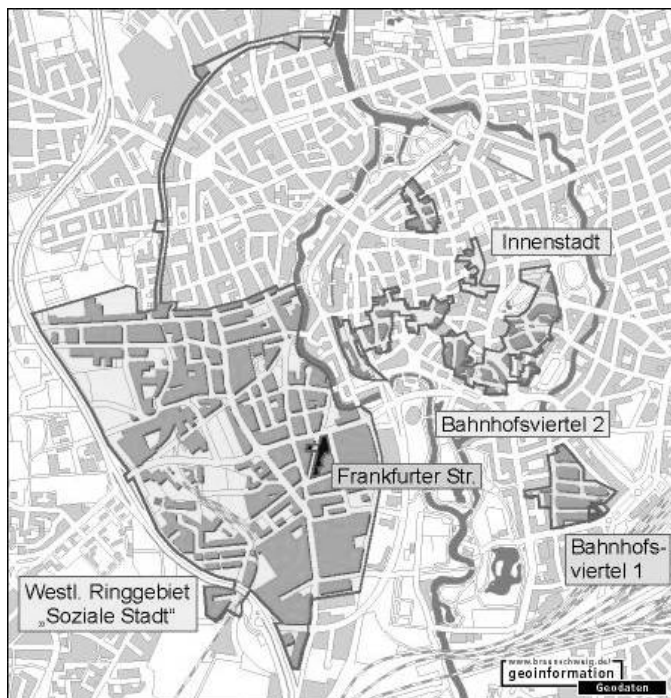 Innenstadt
Bahnhofsviertel 2
Frankfurter Str.
Bahnhofs-
viertel 1
Westl. Ringgebiet
„Soziale Stadt“
www.braunschweig.de/
geoinformation
Geodaten